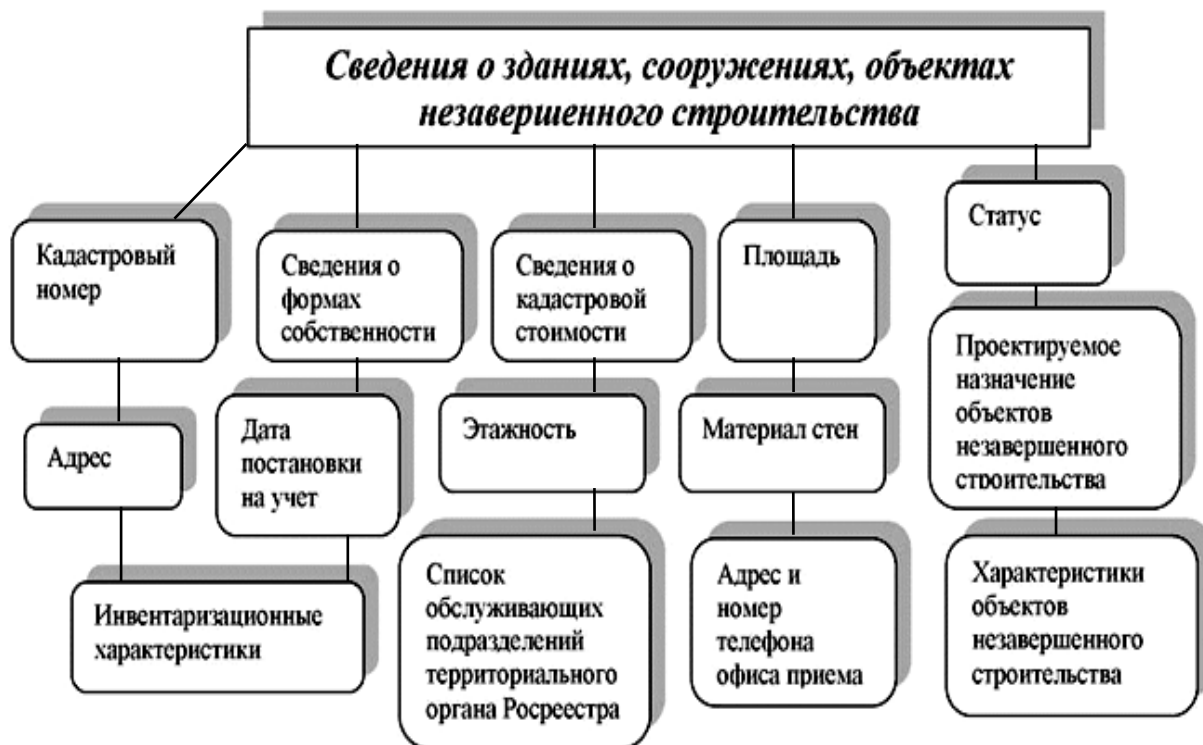 Сведения о зданиях, сооружениях, объектах
незавершенного строительства
Кадастровый
номер
Сведения о
формах
собственности
Сведения о
кадастровой
стоимости
Площадь
Статус
Адрес
Дата
постановки
на учет
Этажность
Материал стен
Проектируемое
назначение
объектов
незавершенного
строительства
Инвентаризационные
характеристики
Список
обслуживающих
подразделений
территориального
органа Росреестра
Адрес и
номер
телефона
офиса приема
Характеристики
объектов
незавершенного
строительства